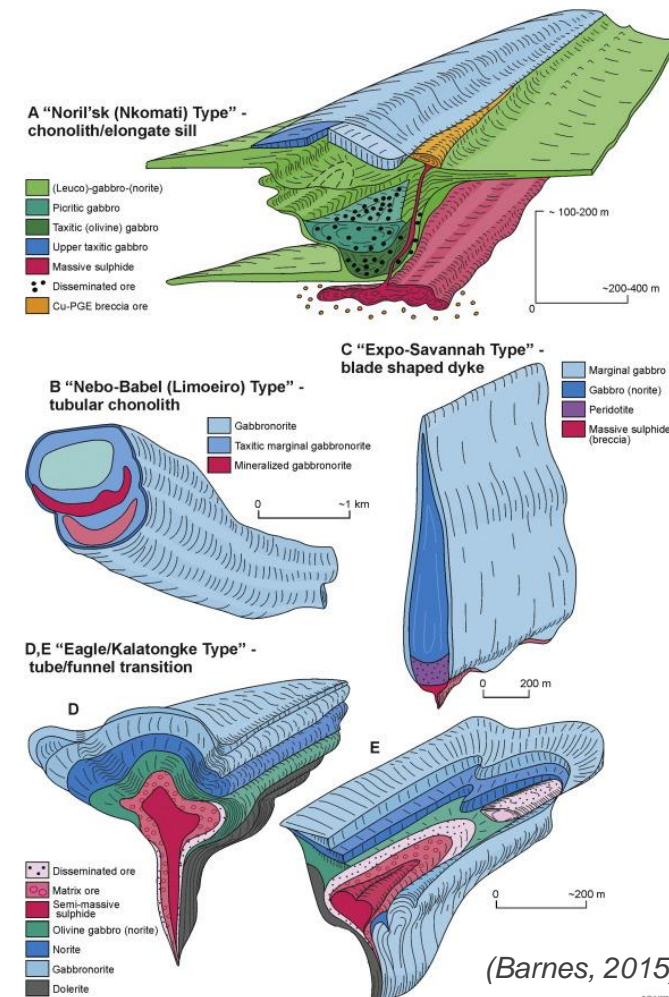 A “Noril’sk (Nkomati) Type” -
chonolith/elongate sill
(Leuco)-gabbro-(norite)
Picritic gabbro
Taxitic (olivine) gabbro
Upper taxitic gabbro
Massive sulphide
Disseminated ore
Cu-PGE breccia ore
~ 100-200 m
~200-400 m
0
B “Nebo-Babel (Limoeiro) Type” -
tubular chonolith
Gabbronorite
Taxitic marginal gabbronorite
Mineralized gabbronorite
0
~1 km
C “Expo-Savannah Type” -
blade shaped dyke
Marginal gabbro
Gabbro (norite)
Peridotite
Massive sulphide
(breccia)
0 200 m
D,E “Eagle/Kalatongke Type” -
tube/funnel transition
D
E
Disseminated ore
Matrix ore
Semi-massive
sulphide
Olivine gabbro (norite)
Norite
Gabbronorite
Dolerite
0 ~200 m
(Barnes, 2015